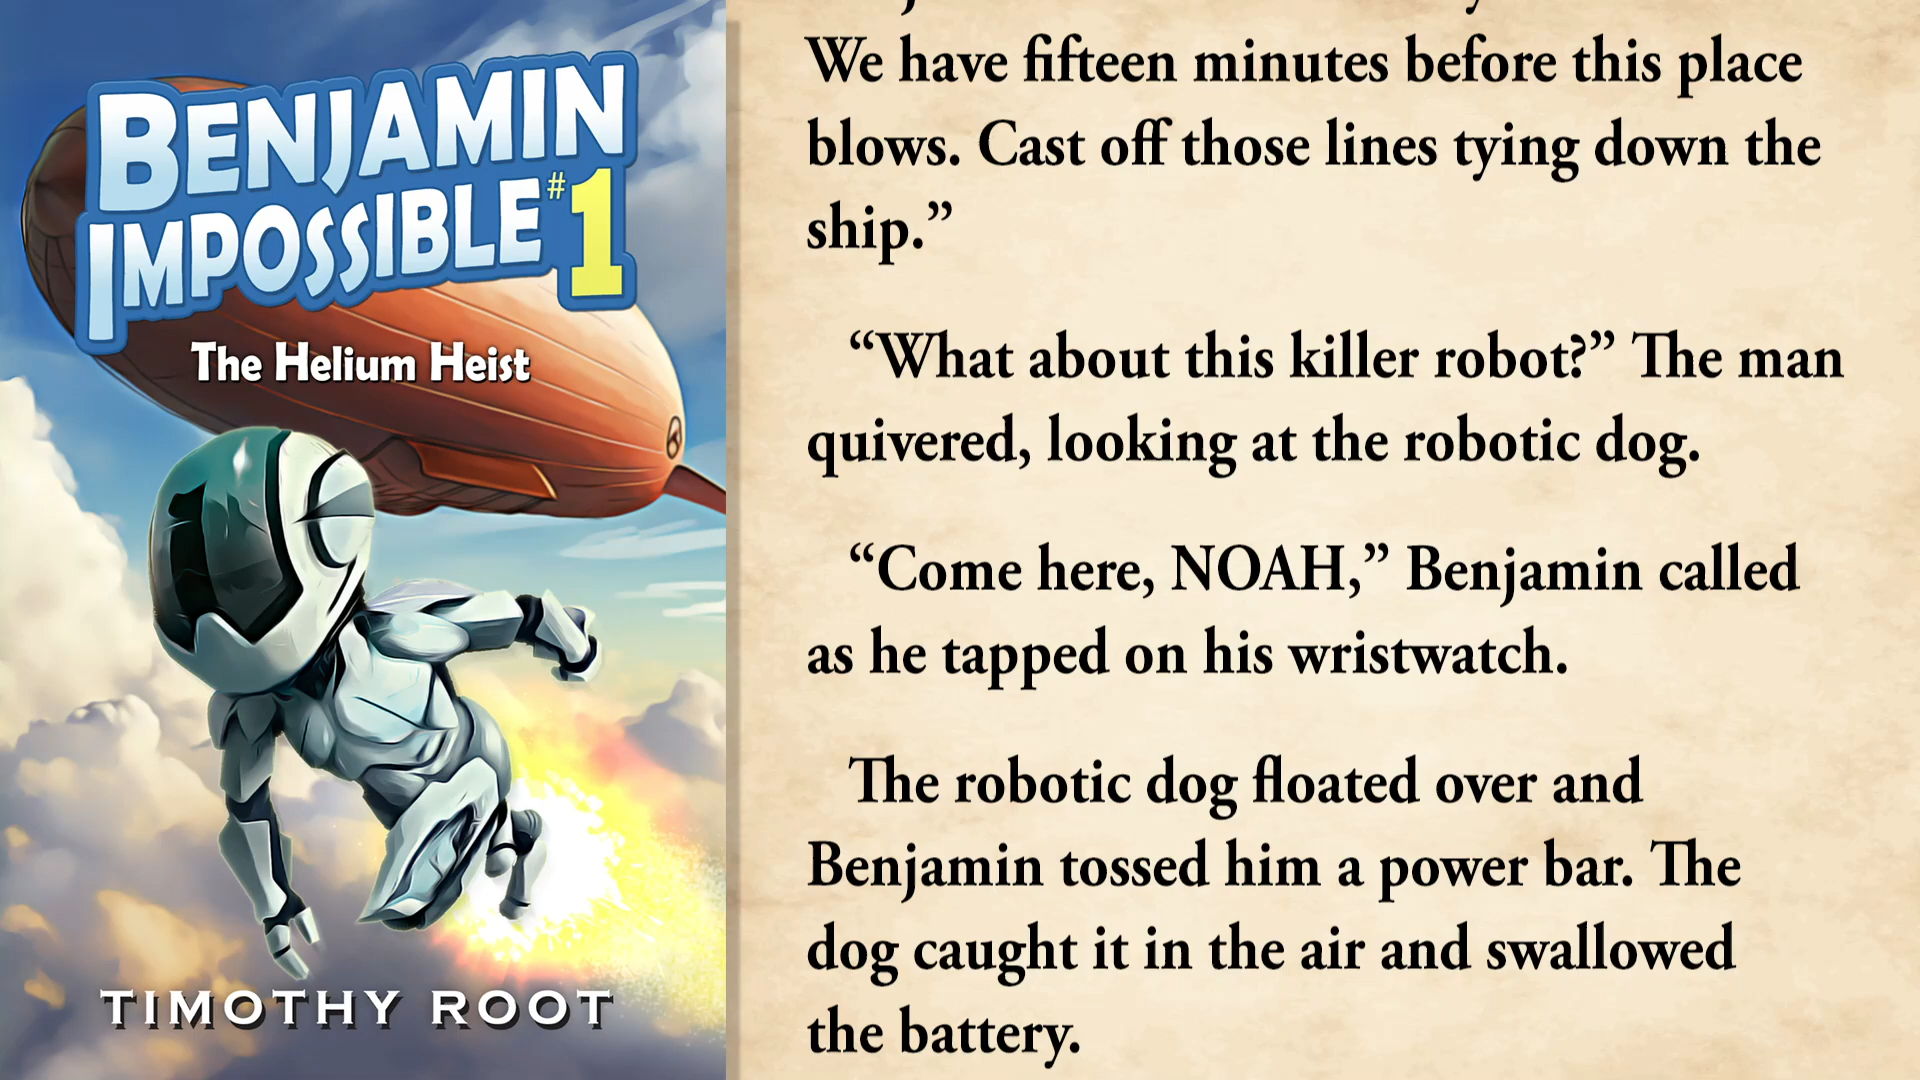 BENJAMIN
IMPOSSIBLE #1
The Helium Heist
TIMOTHY ROOT
We have fifteen minutes before this place
blows. Cast off those lines tying down the
ship.”
“What about this killer robot?” The man
quivered, looking at the robotic dog.
“Come here, NOAH,” Benjamin called
as he tapped on his wristwatch.
The robotic dog floated over and
Benjamin tossed him a power bar. The
dog caught it in the air and swallowed
the battery.